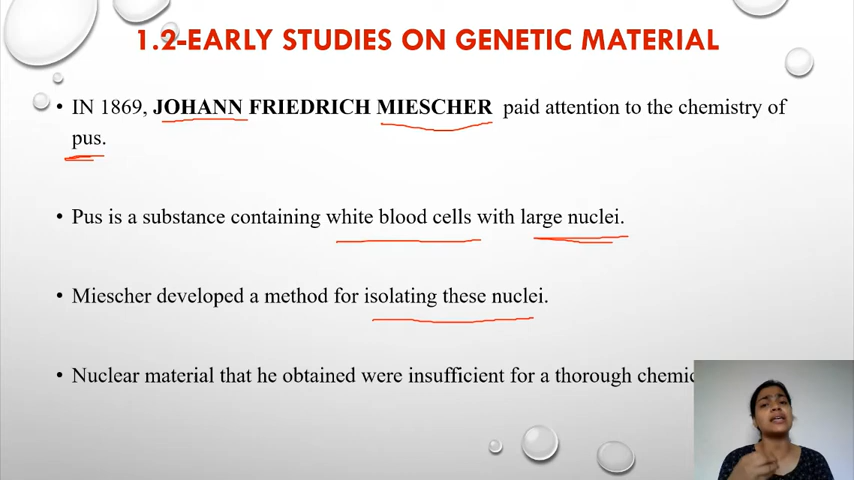 1.2-EARLY STUDIES ON GENETIC MATERIAL
• IN 1869, JOHANN FRIEDRICH MIESCHER paid attention to the chemistry of
pus.
• Pus is a substance containing white blood cells with large nuclei.
• Miescher developed a method for isolating these nuclei.
• Nuclear material that he obtained were insufficient for a thorough